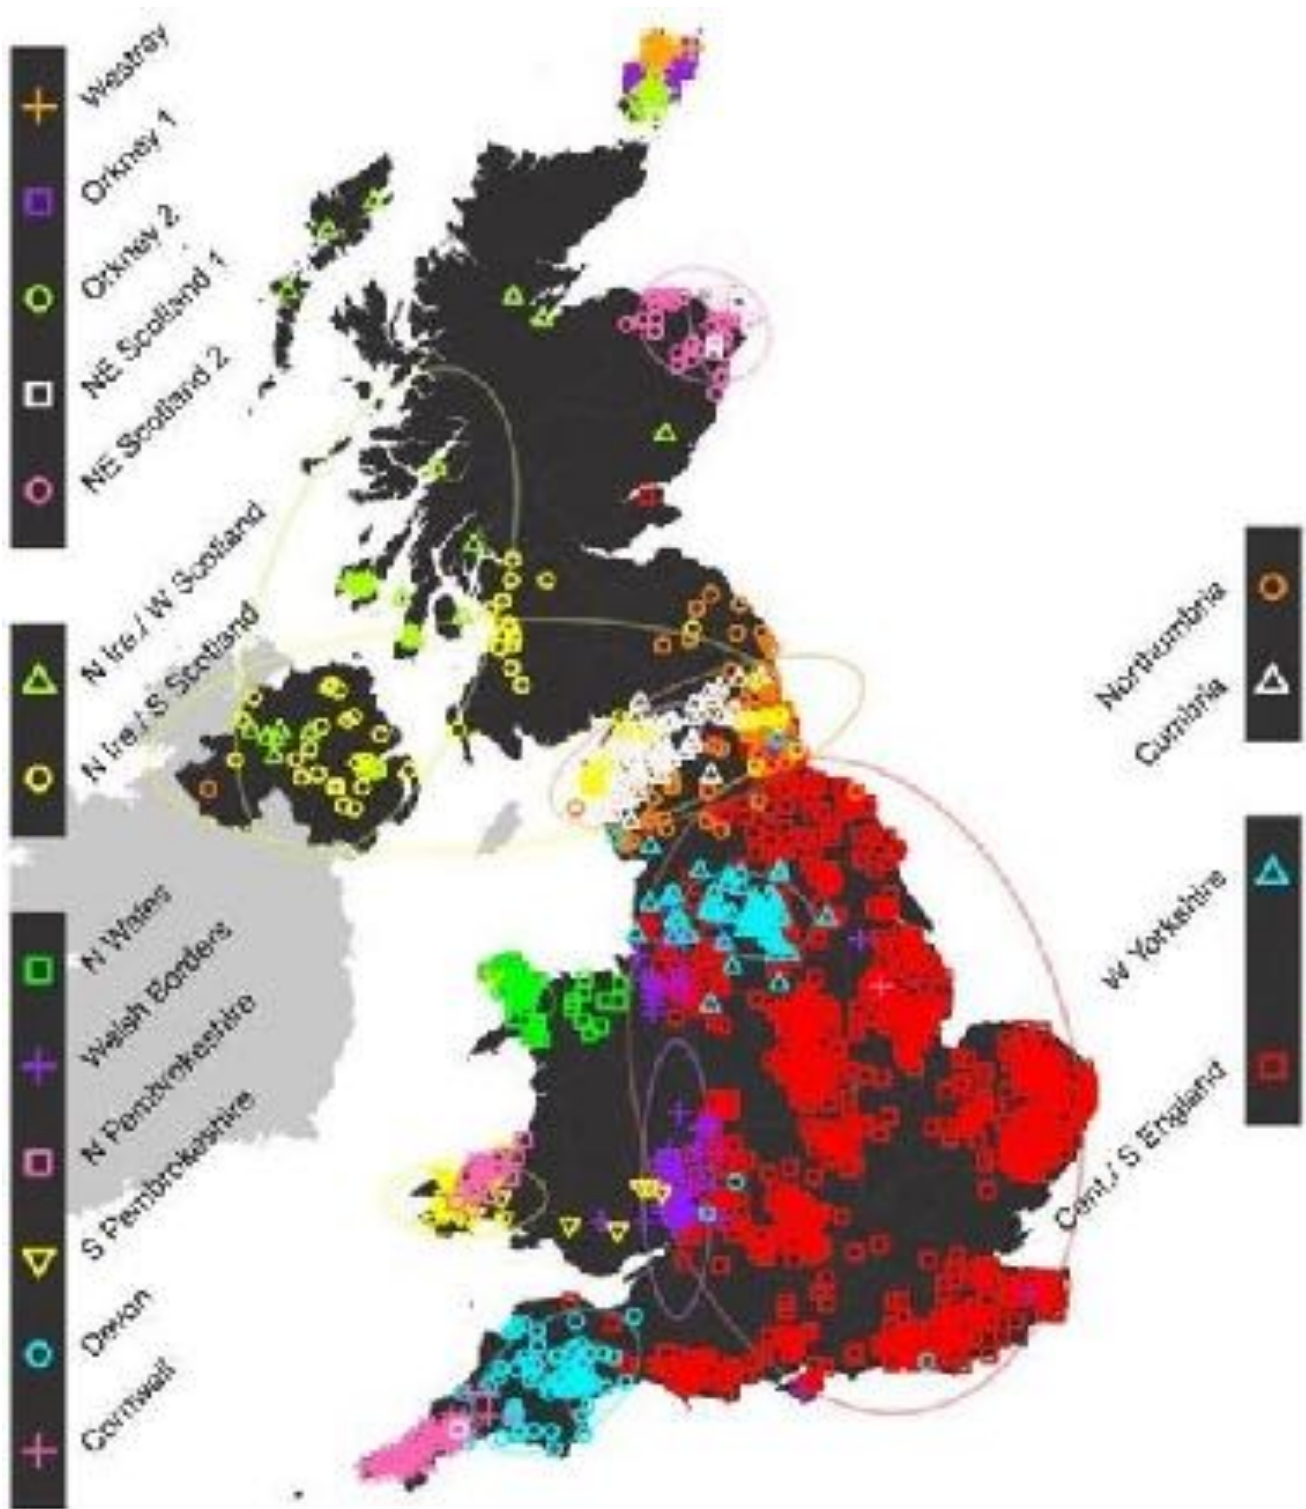 Westray
Orkney 1
Orkney 2
NE Scotland 1
NE Scotland 2
N Ire / W Scotland
N Ire / S Scotland
N Wales
Welsh Borders
N Pembrokeshire
S Pembrokeshire
Devon
Cornwall
Northumbria
Cumbria
W Yorkshire
Cent / S England